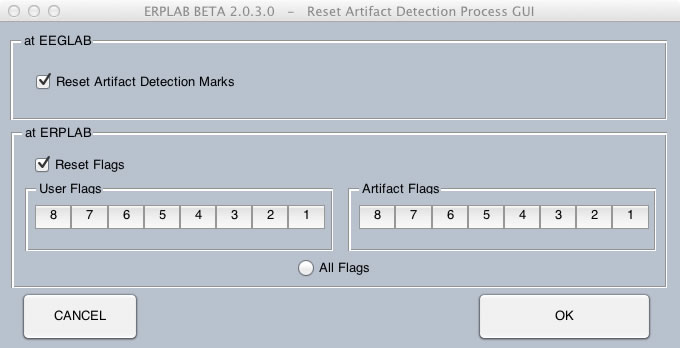 ERPLAB BETA 2.0.3.0 - Reset Artifact Detection Process GUI
at EEGLAB
Reset Artifact Detection Marks
at ERPLAB
Reset Flags
User Flags
8 7 6 5 4 3 2 1
Artifact Flags
8 7 6 5 4 3 2 1
All Flags
CANCEL
OK